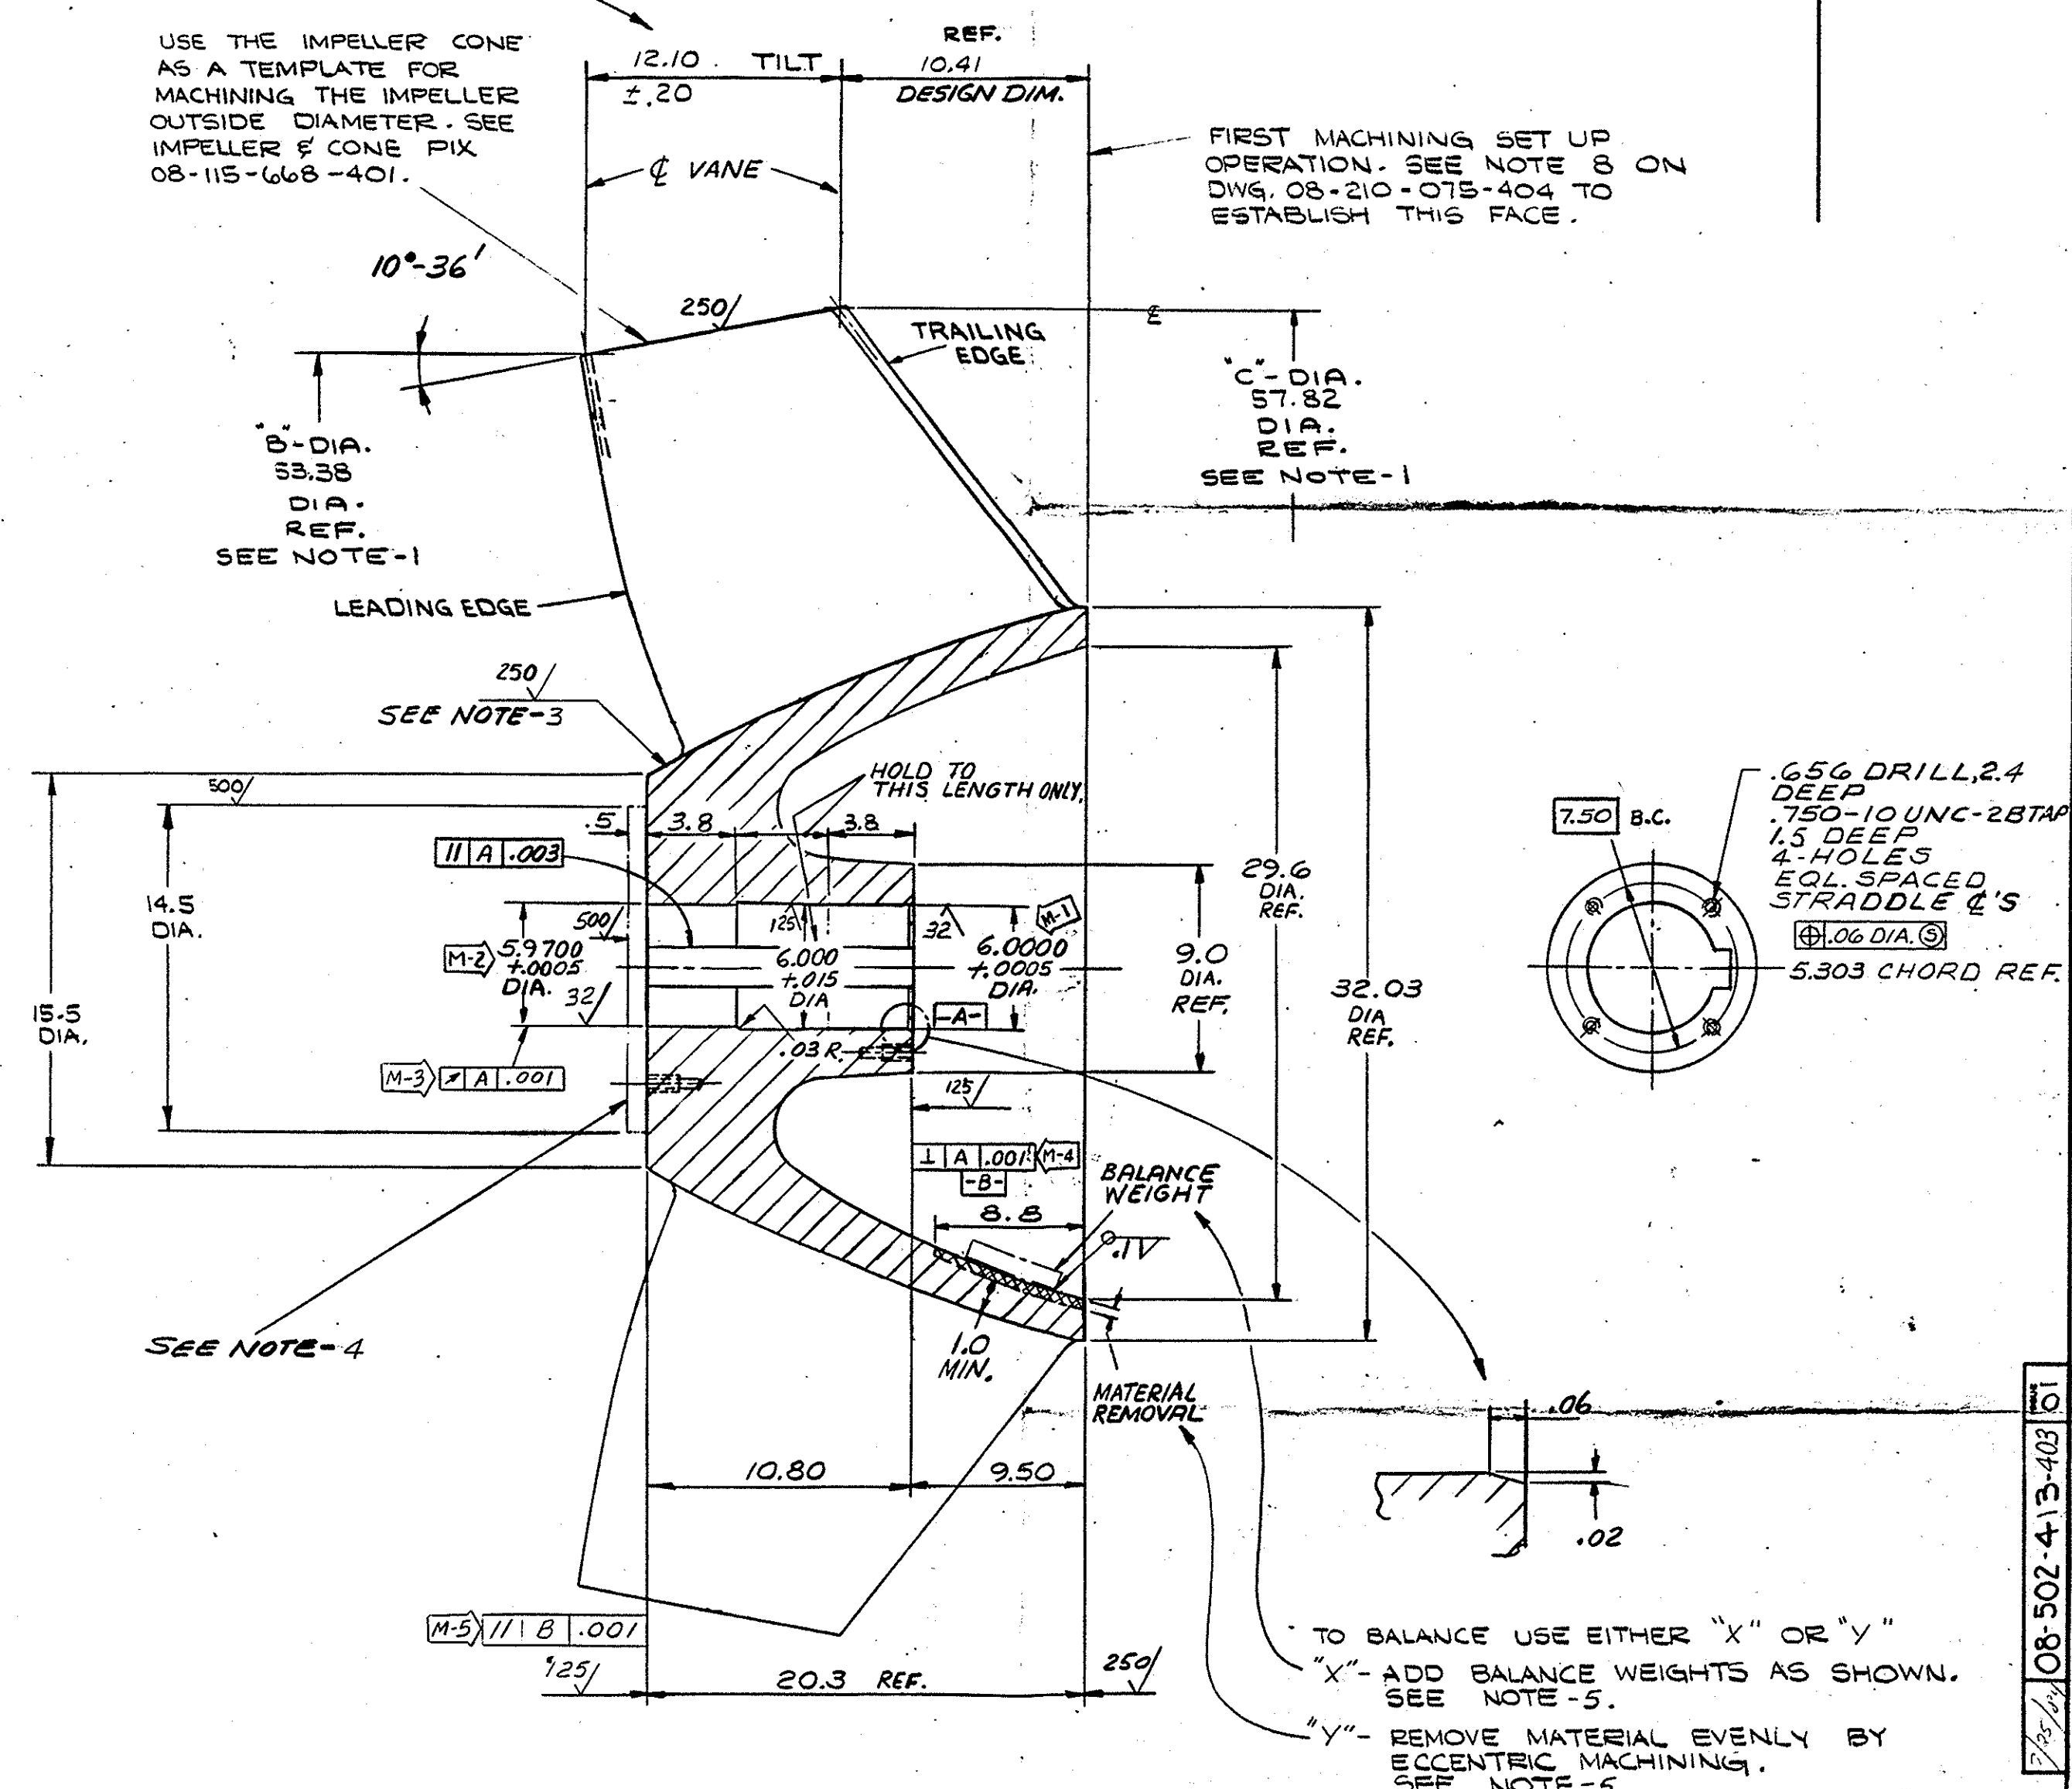 USE THE IMPELLER CONE
AS A TEMPLATE FOR
MACHINING THE IMPELLER
OUTSIDE DIAMETER. SEE
IMPELLER & CONE PIX
08-115-668-401.
12.10 TILT
±.20
REF.
10.41
DESIGN DIM.
℄ VANE
FIRST MACHINING SET UP
OPERATION. SEE NOTE 8 ON
DWG. 08-210-075-404 TO
ESTABLISH THIS FACE.
10°-36'
250
TRAILING
EDGE
℄
"C"-DIA.
57.82
DIA.
REF.
SEE NOTE-1
"B"-DIA.
53.38
DIA.
REF.
SEE NOTE-1
LEADING EDGE
250
SEE NOTE-3
HOLD TO
THIS LENGTH ONLY.
500
.5
3.8
3.8
// A .003
14.5
DIA.
15.5
DIA.
500
M-2
5.9700
+.0005
DIA.
32
125
6.000
+.015
DIA
32
M-1
6.0000
+.0005
DIA.
-A-
.03 R.
M-3 ↗ A .001
9.0
DIA.
REF.
29.6
DIA.
REF.
32.03
DIA
REF.
125
⊥ A .001 M-4
-B-
8.8
BALANCE
WEIGHT
.1 V
1.0
MIN.
MATERIAL
REMOVAL
SEE NOTE-4
10.80
9.50
M-5 // B .001
125
20.3 REF.
250
7.50 B.C.
.656 DRILL, 2.4
DEEP
.750-10 UNC-2B TAP
1.5 DEEP
4-HOLES
EQL. SPACED
STRADDLE ℄'S
⌖ .06 DIA. Ⓢ
5.303 CHORD REF.
.06
.02
TO BALANCE USE EITHER "X" OR "Y"
"X"- ADD BALANCE WEIGHTS AS SHOWN.
SEE NOTE-5.
"Y"- REMOVE MATERIAL EVENLY BY
ECCENTRIC MACHINING.
SEE NOTE-5
08-502-413-403
01